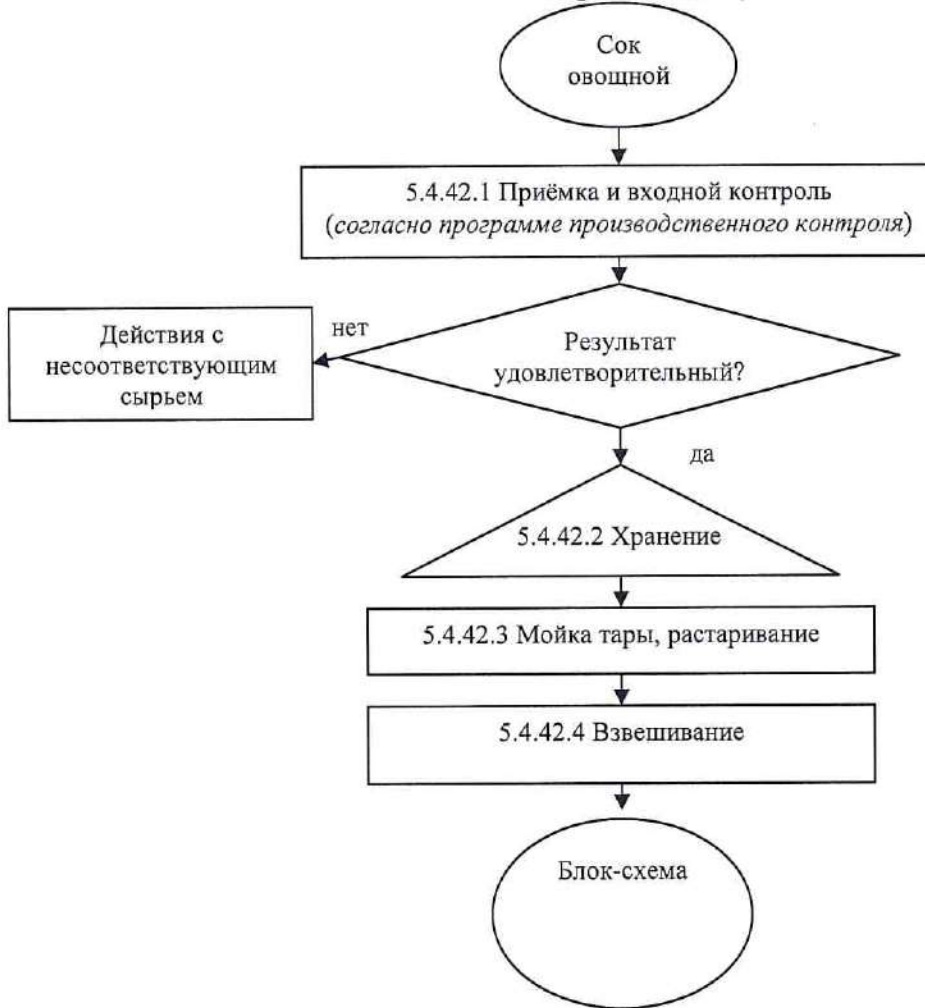 Сок
овощной
5.4.42.1 Приёмка и входной контроль
(согласно программе производственного контроля)
Действия с
несоответствующим
сырьем
нет
Результат
удовлетворительный?
да
5.4.42.2 Хранение
5.4.42.3 Мойка тары, растаривание
5.4.42.4 Взвешивание
Блок-схема